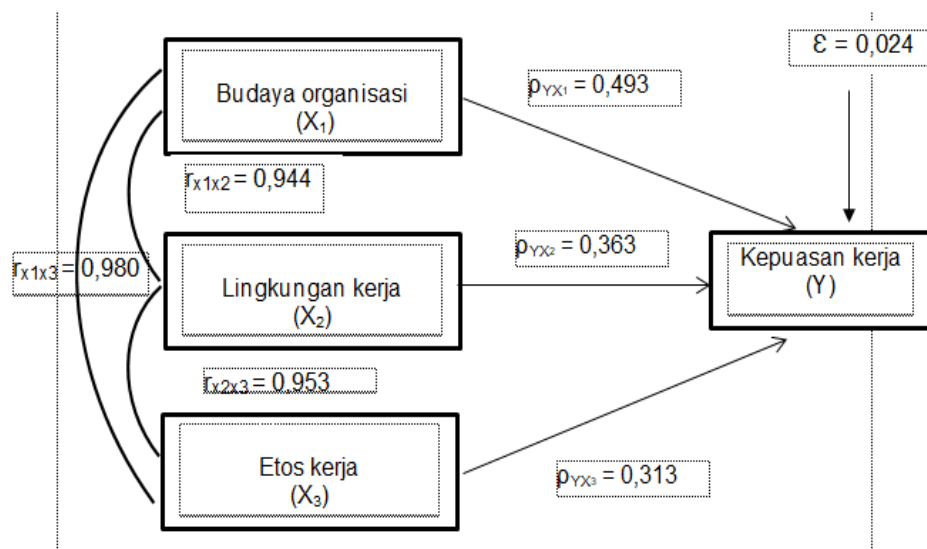 Ɛ = 0,024
Budaya organisasi
(X₁)
ρYX₁ = 0,493
rx1x2 = 0,944
rx1x3 = 0,980
Lingkungan kerja
(X₂)
ρYX₂ = 0,363
Kepuasan kerja
(Y)
rx2x3 = 0,953
Etos kerja
(X₃)
ρYX₃ = 0,313